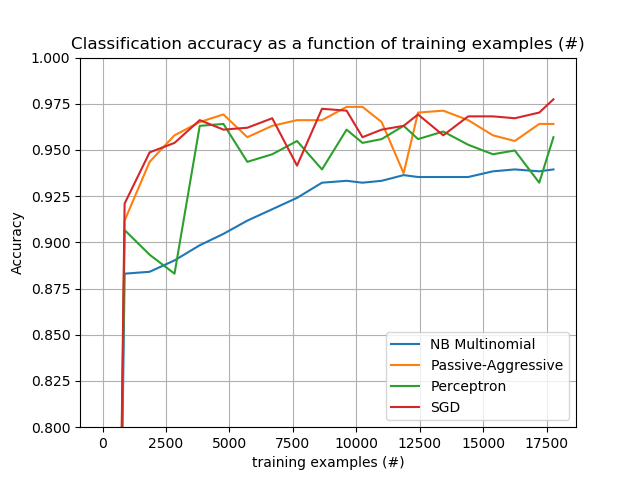 Classification accuracy as a function of training examples (#)
1.000
0.975
0.950
0.925
0.900
0.875
0.850
0.825
0.800
Accuracy
NB Multinomial
Passive-Aggressive
Perceptron
SGD
0 2500 5000 7500 10000 12500 15000 17500
training examples (#)